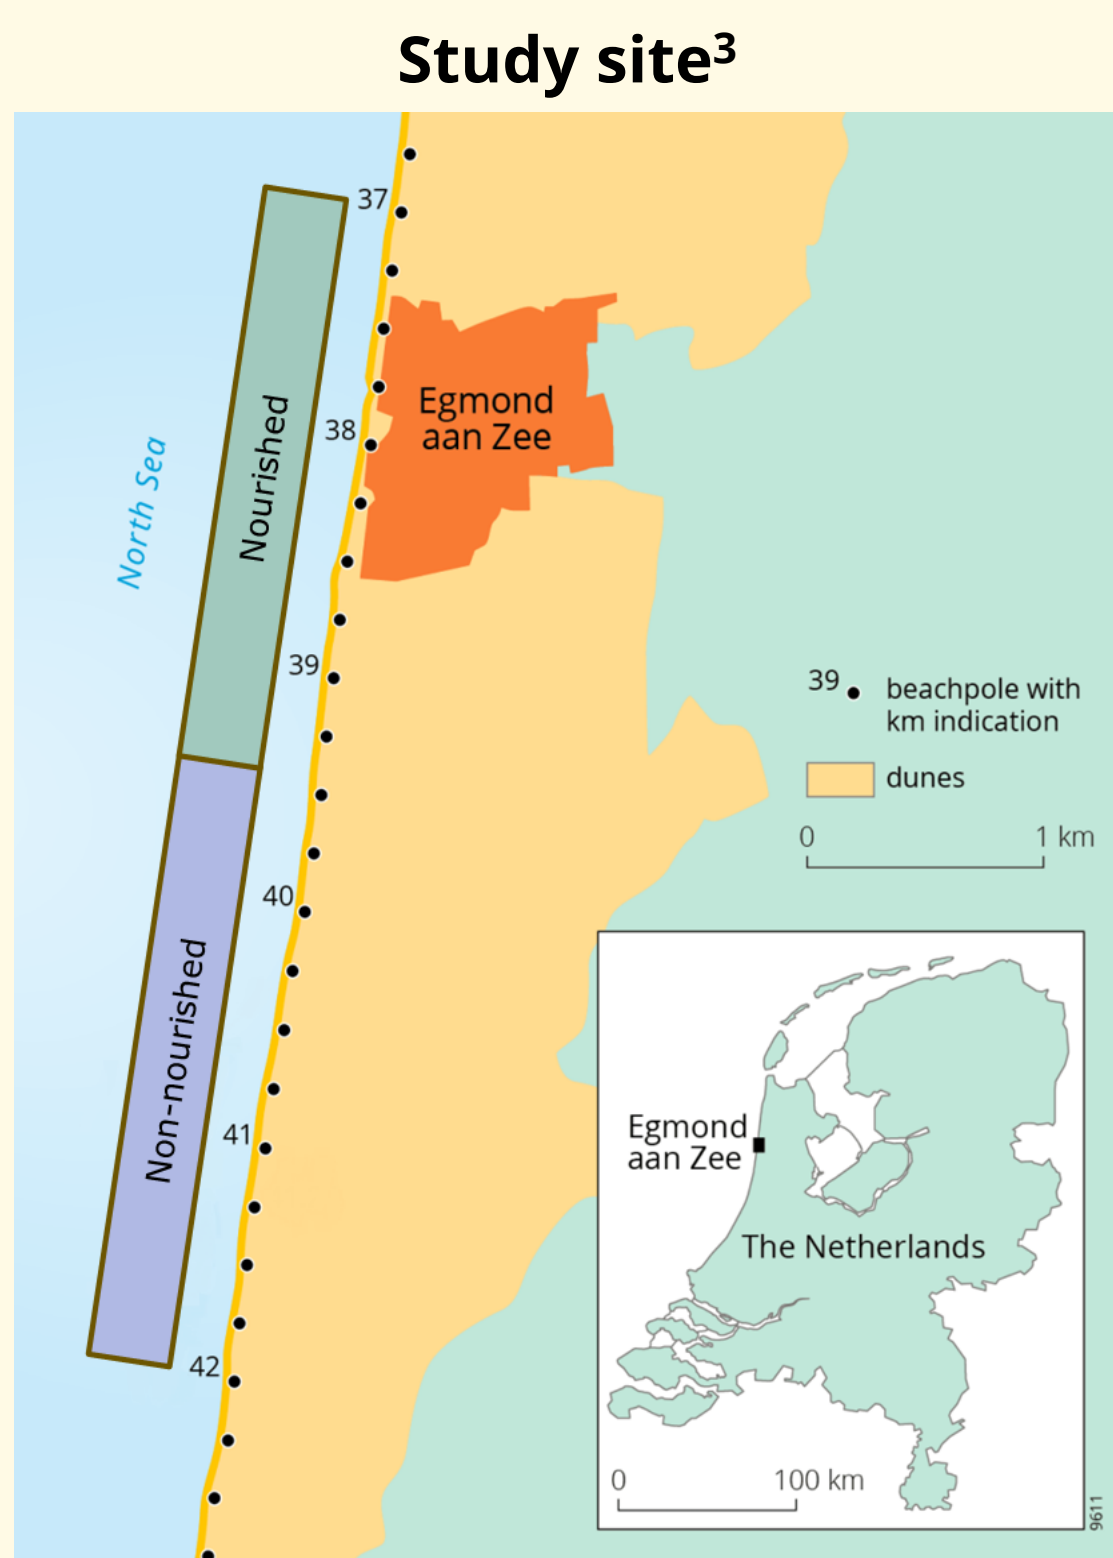 Study site³
37
38
39
40
41
42
Nourished
Non-nourished
North Sea
Egmond
aan Zee
39
beachpole with
km indication
dunes
0 1 km
Egmond
aan Zee
The Netherlands
0 100 km
9611